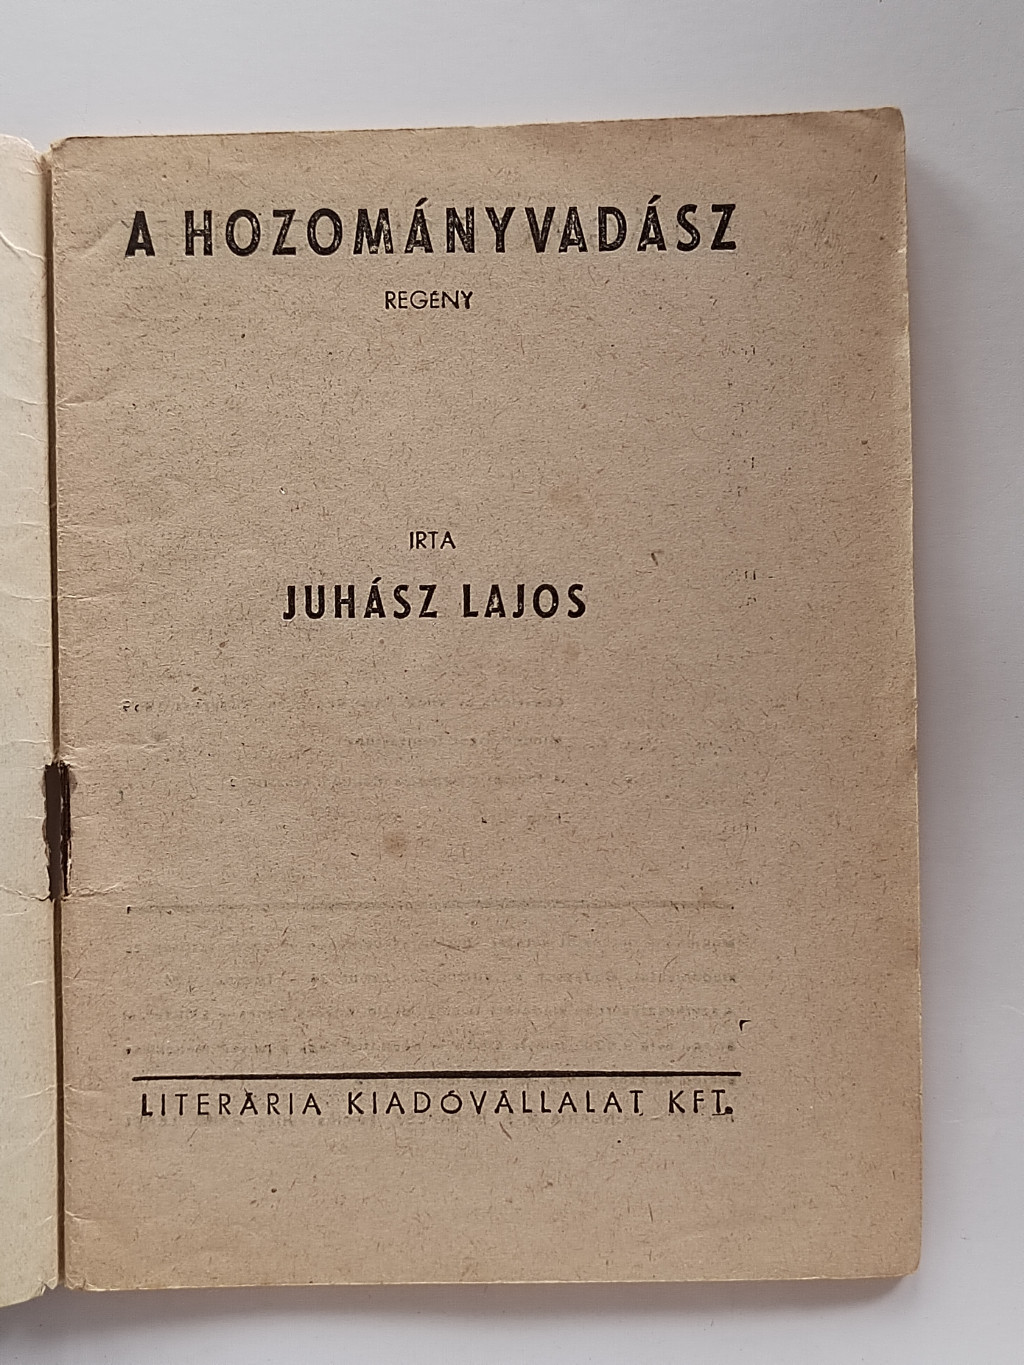 A HOZOMÁNYVADÁSZ
REGÉNY
IRTA
JUHÁSZ LAJOS
LITERÁRIA KIADÓVÁLLALAT KFT.